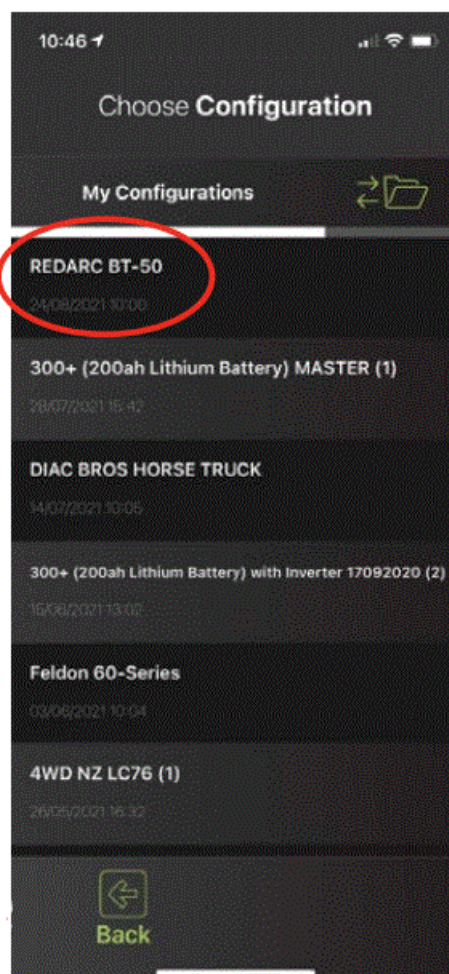 10:46
Choose Configuration
My Configurations
REDARC BT-50
24/08/2021 10:00
300+ (200ah Lithium Battery) MASTER (1)
28/07/2021 15:42
DIAC BROS HORSE TRUCK
14/07/2021 10:05
300+ (200ah Lithium Battery) with Inverter 17092020 (2)
13:02
Feldon 60-Series
03/06/2021 10:04
4WD NZ LC76 (1)
26/05/2021 16:32
Back